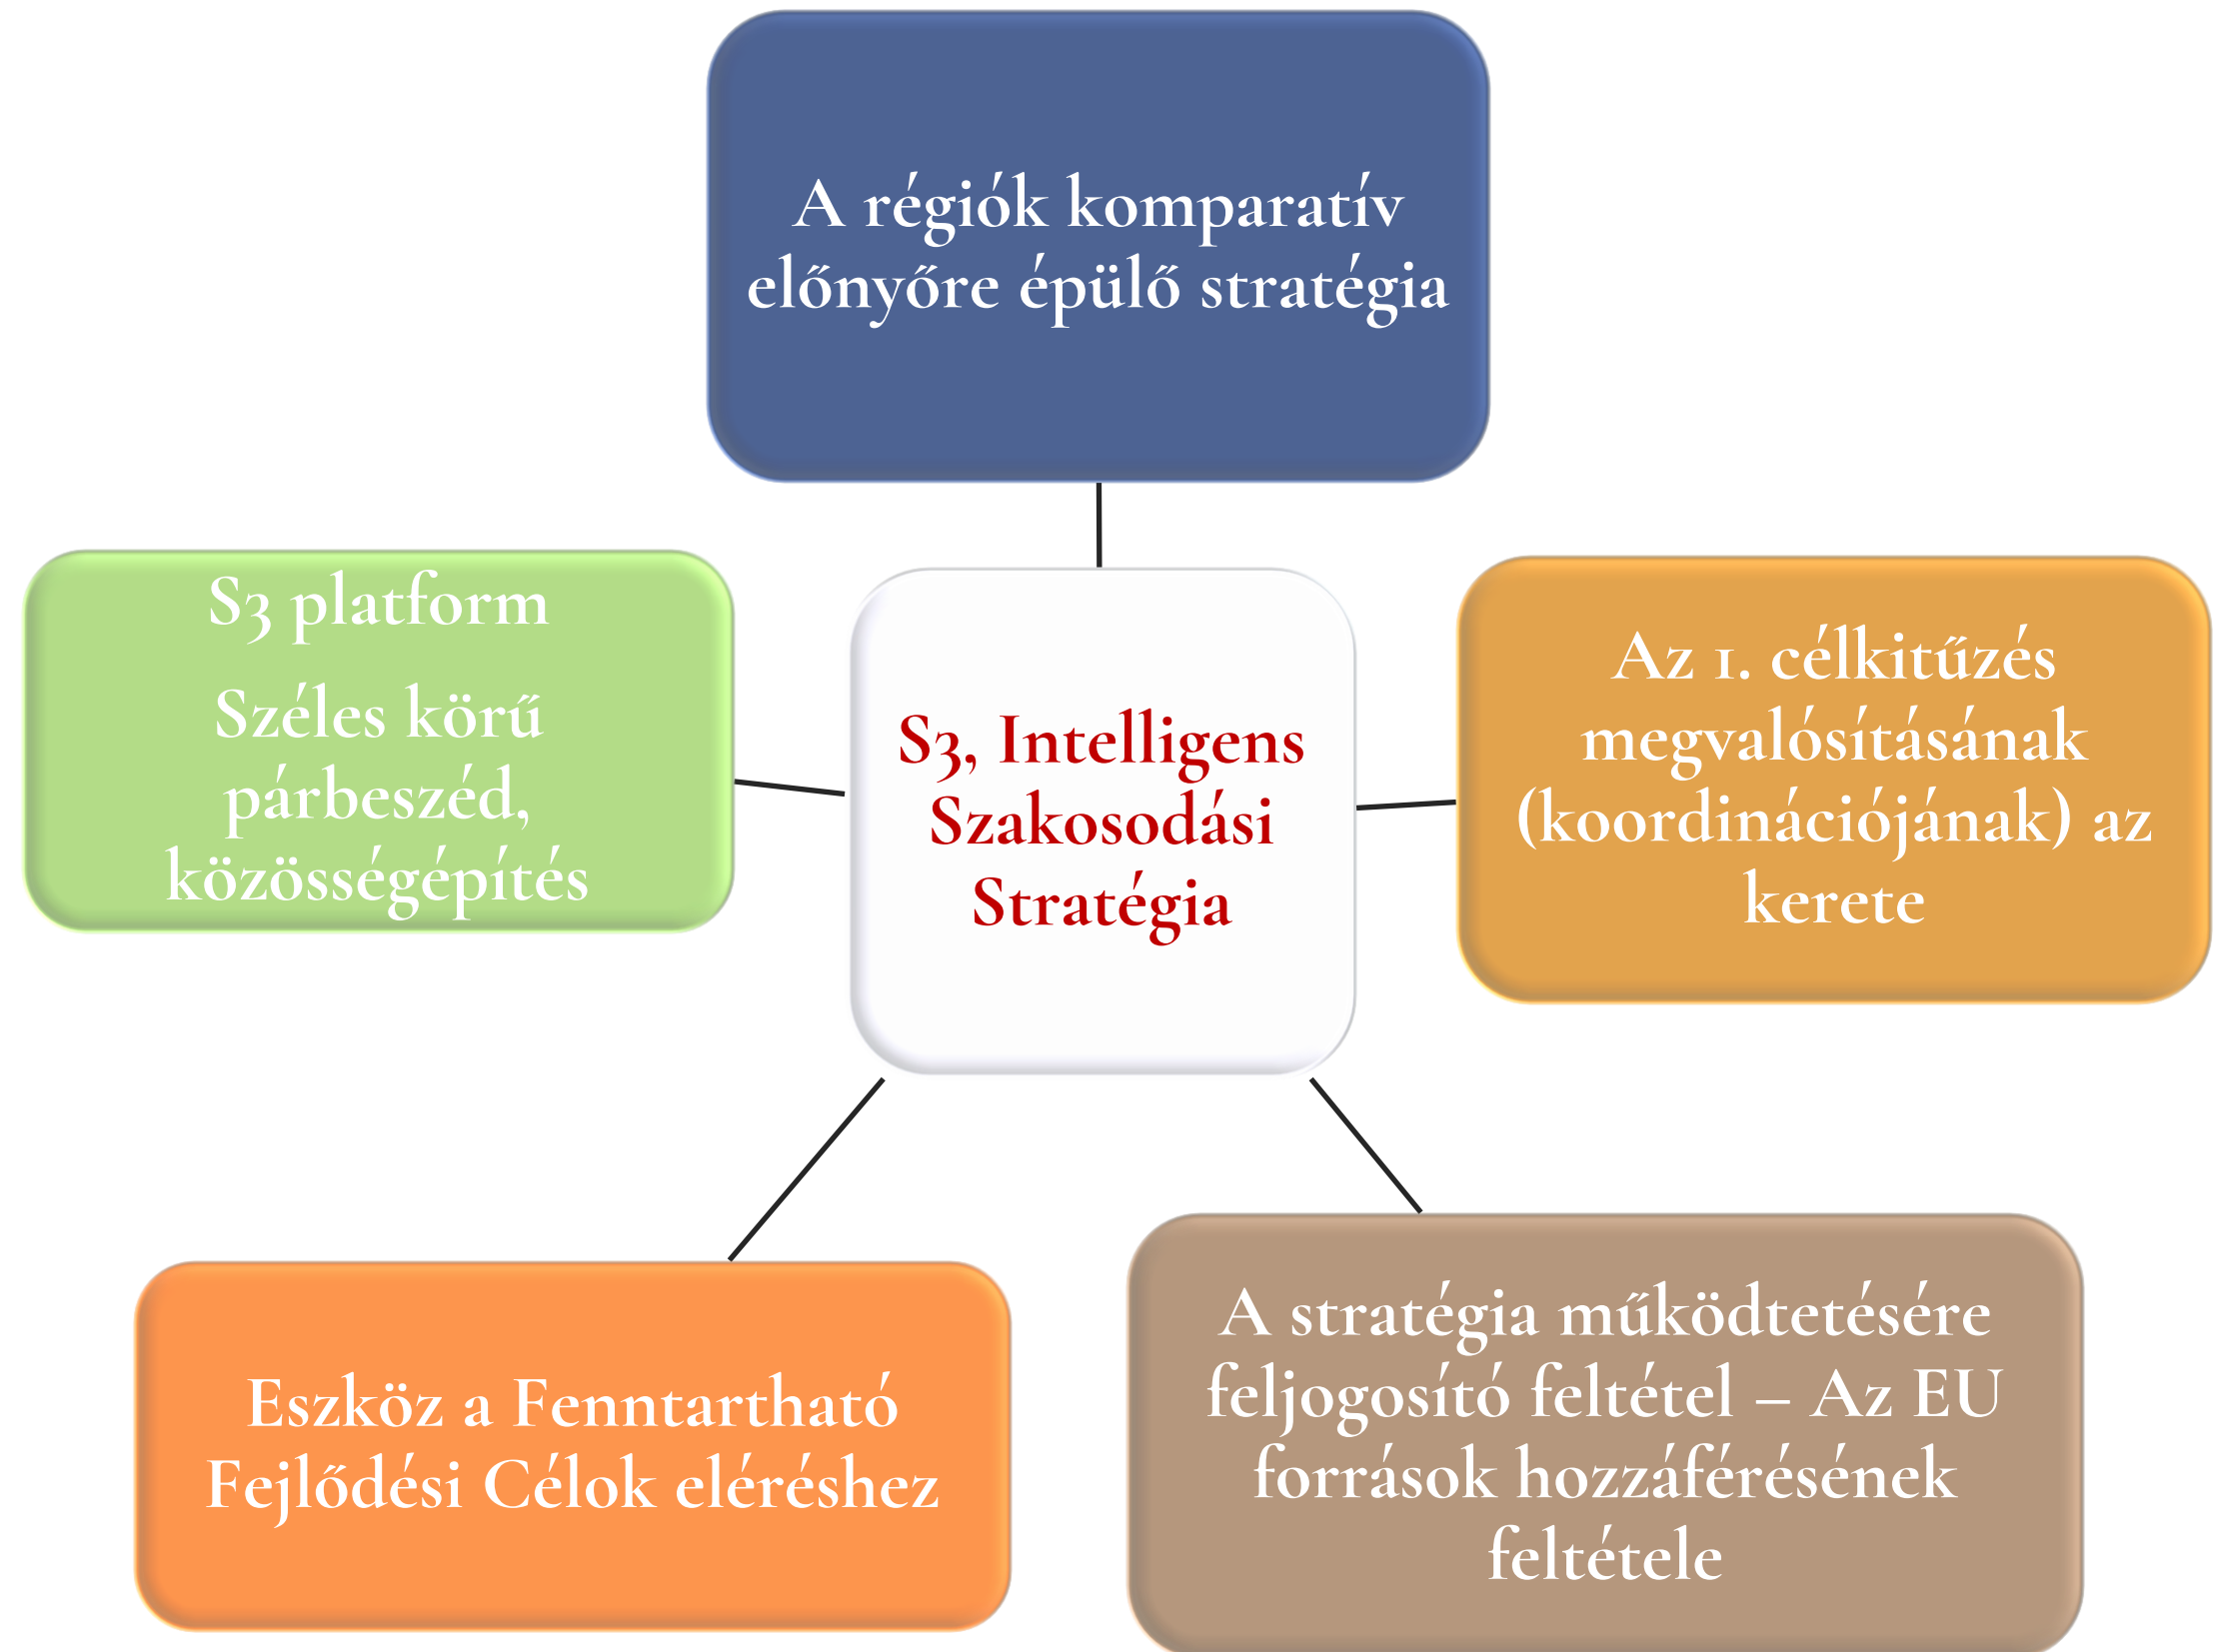 A régiók komparatív
előnyőre épülő stratégia
S3 platform
Széles körű
párbeszéd,
közösségépítés
S3, Intelligens
Szakosodási
Stratégia
Az 1. célkitűzés
megvalósításának
(koordinációjának) az
kerete
Eszköz a Fenntartható
Fejlődési Célok eléréshez
A stratégia működtetésére
feljogosító feltétel – Az EU
források hozzáférésének
feltétele